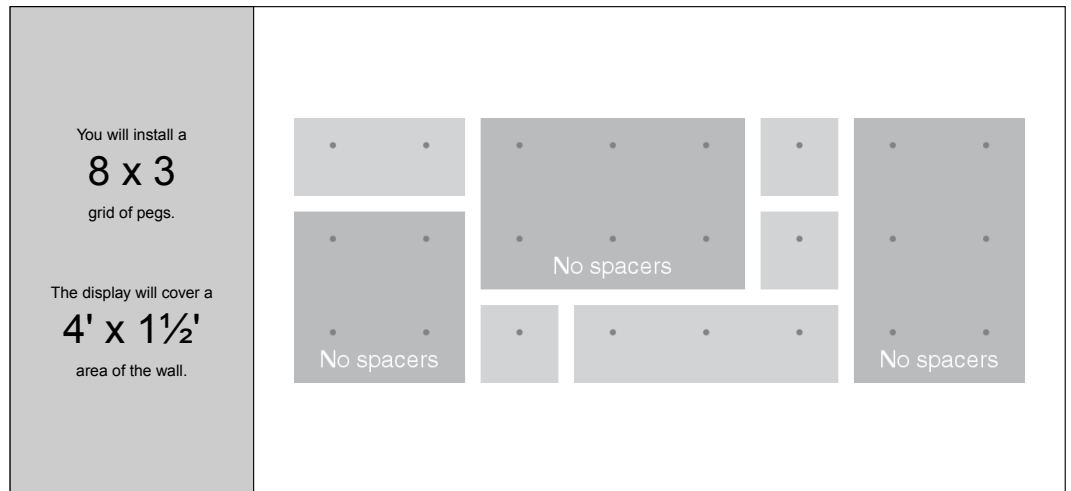 You will install a
8 x 3
grid of pegs.
The display will cover a
4' x 1½'
area of the wall.
No spacers
No spacers
No spacers